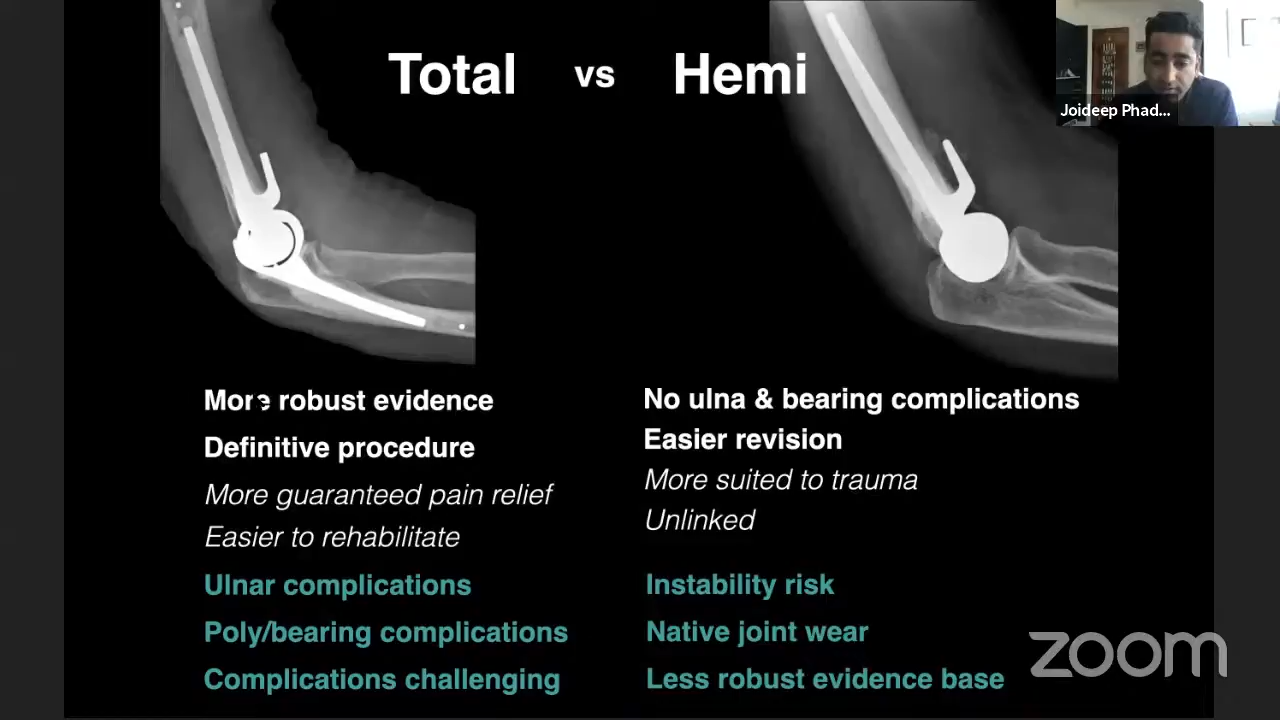 Total vs Hemi
Joideep Phad...
More robust evidence
Definitive procedure
More guaranteed pain relief
Easier to rehabilitate
Ulnar complications
Poly/bearing complications
Complications challenging
No ulna & bearing complications
Easier revision
More suited to trauma
Unlinked
Instability risk
Native joint wear
Less robust evidence base
zoom